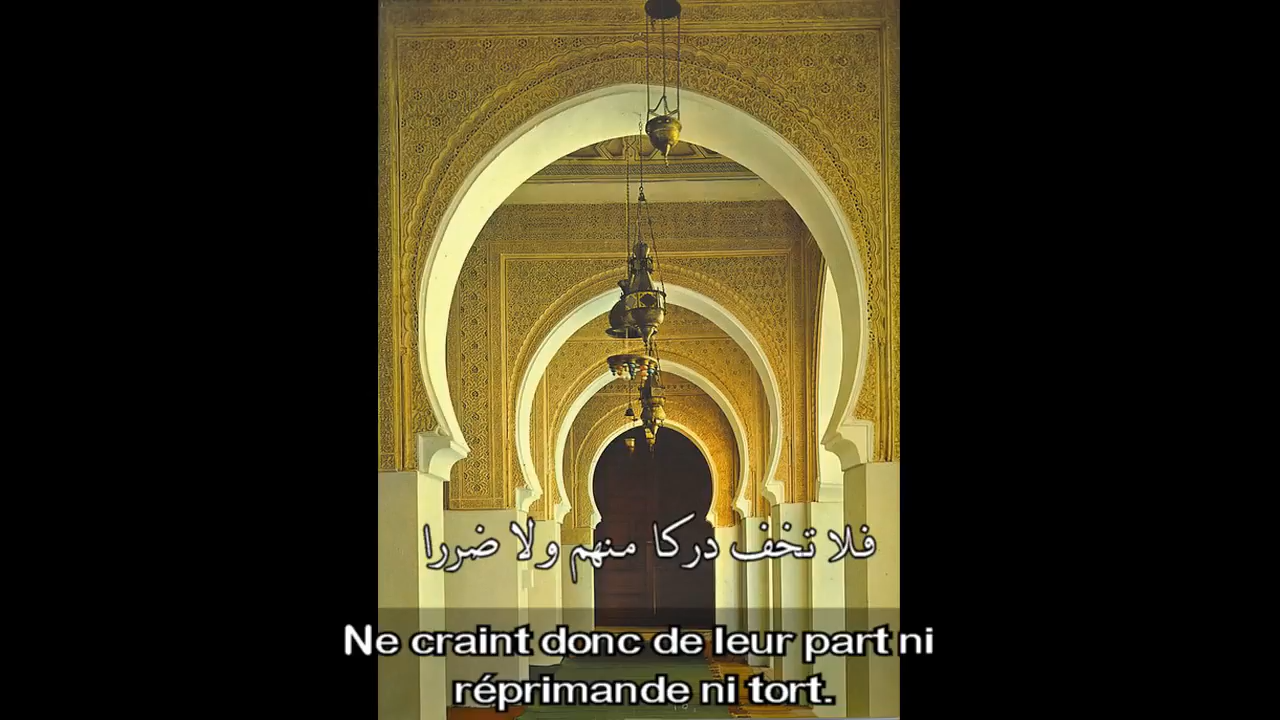 فلا تخف دركا منهم ولا ضررا
Ne craint donc de leur part ni
réprimande ni tort.